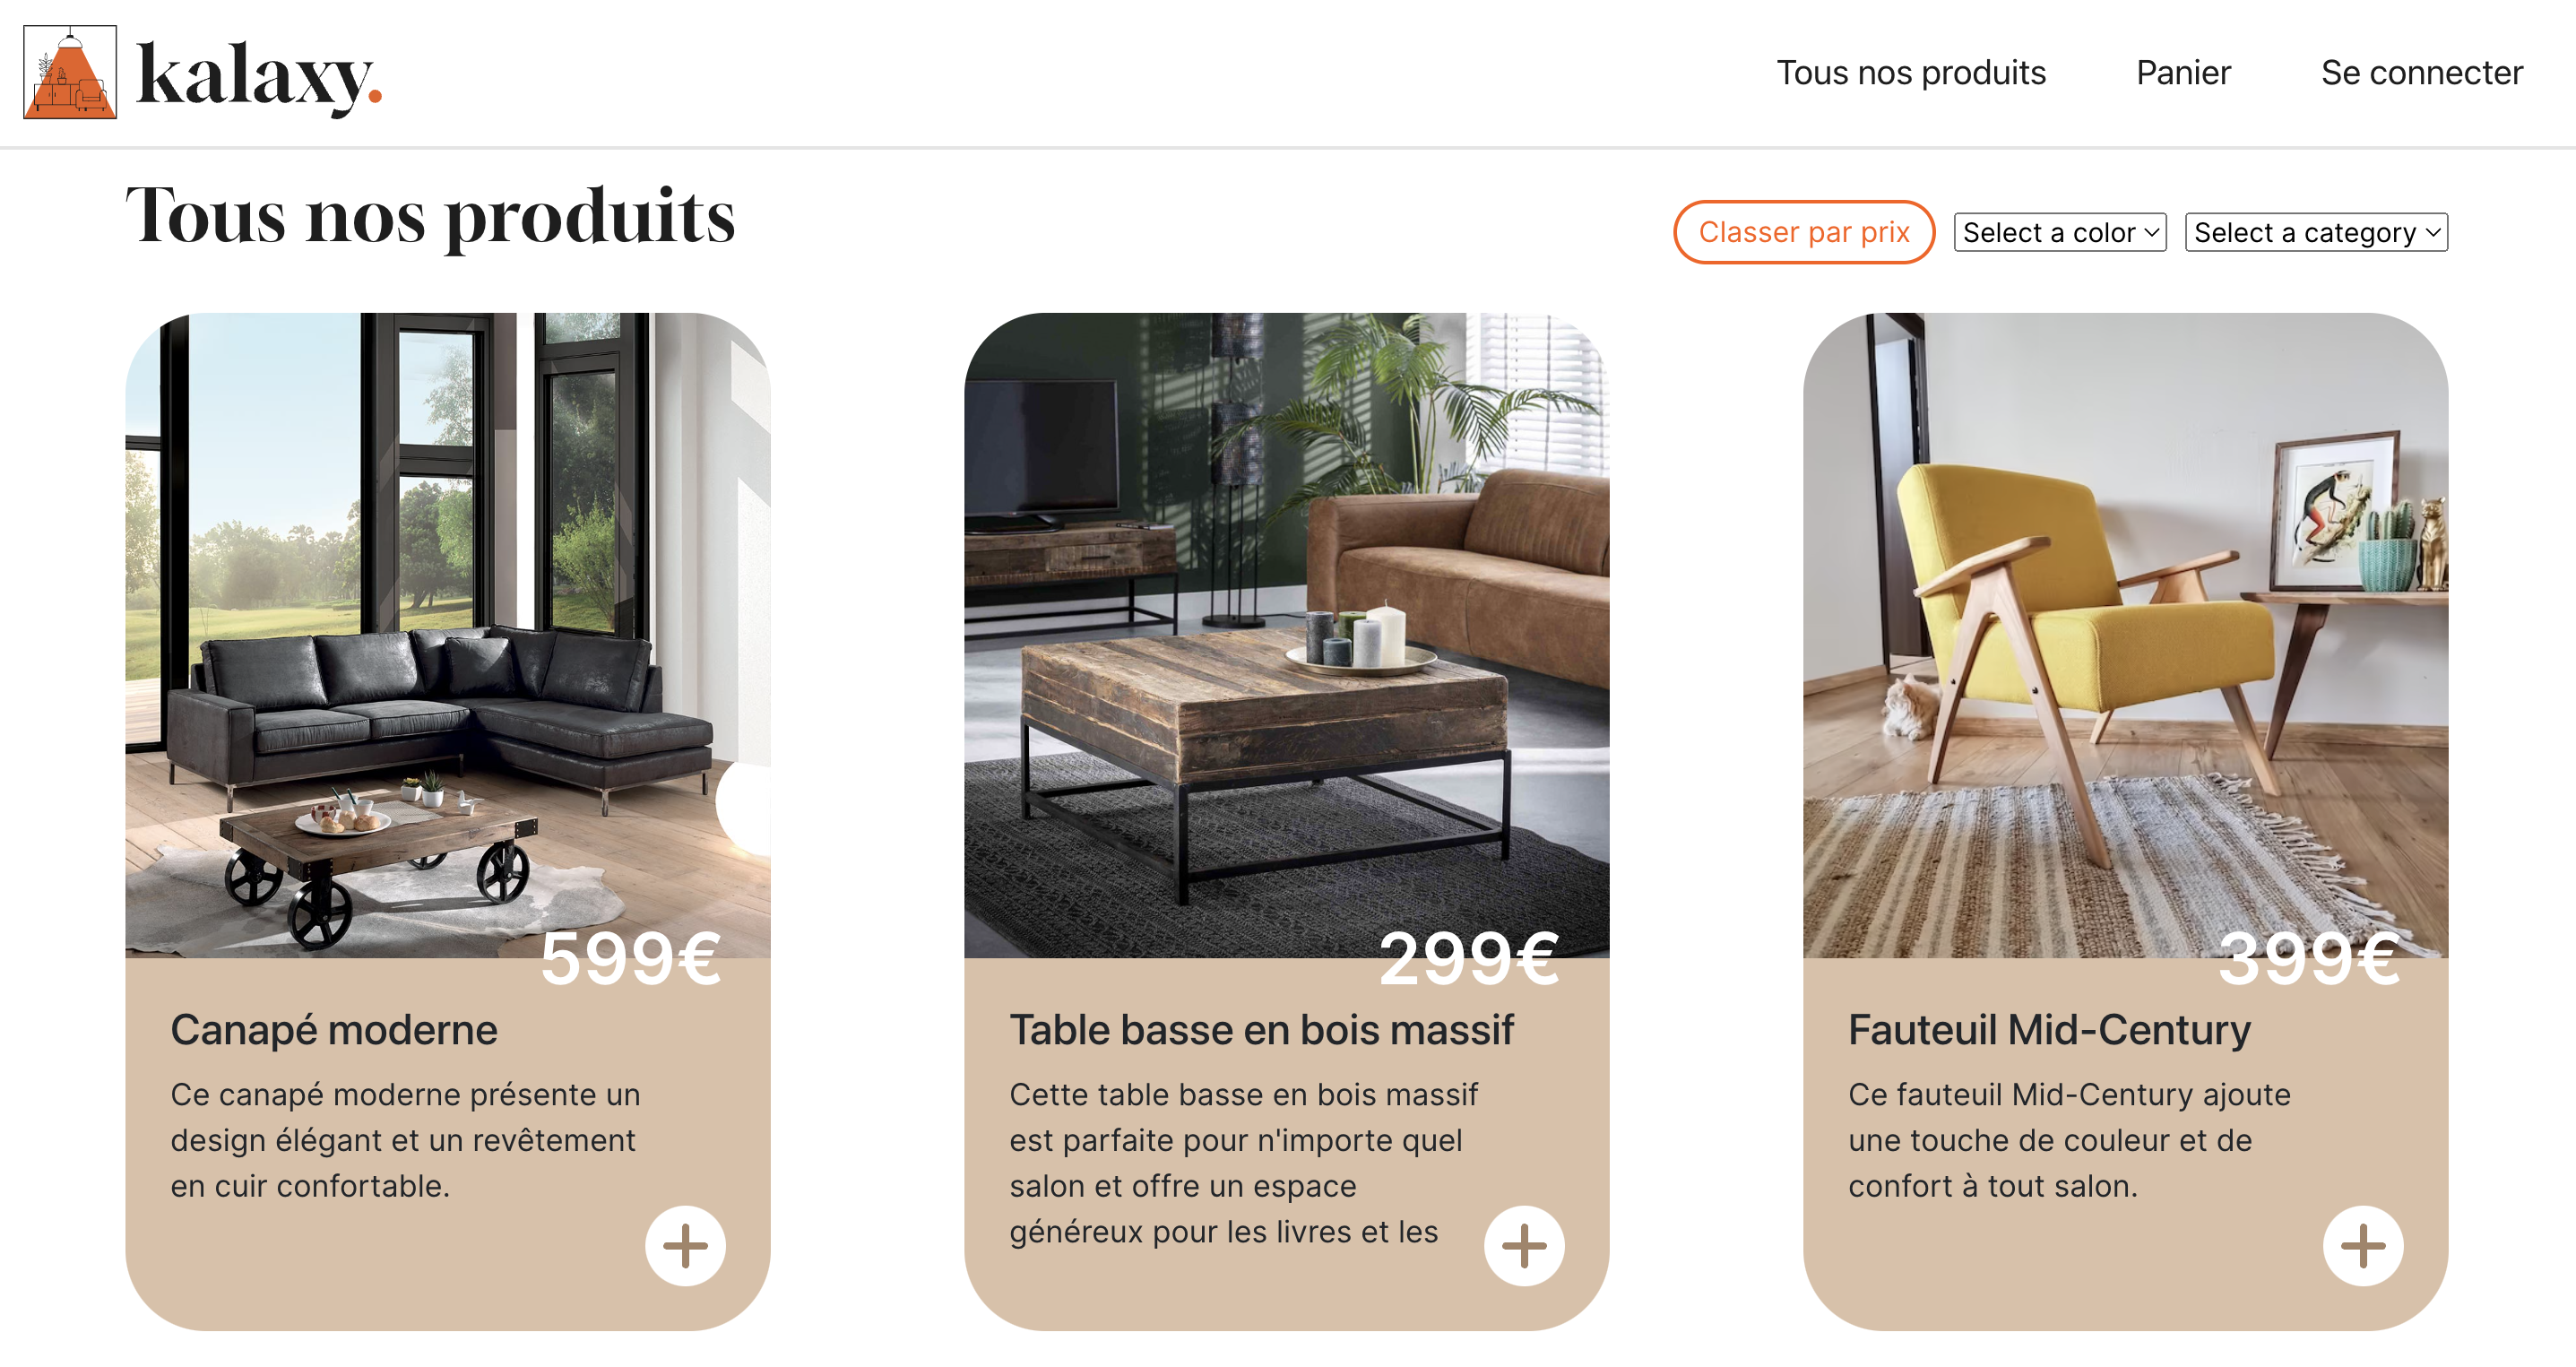 kalaxy.
Tous nos produits
Panier
Se connecter
Tous nos produits
Classer par prix
Select a color
Select a category
599€
Canapé moderne
Ce canapé moderne présente un
design élégant et un revêtement
en cuir confortable.
299€
Table basse en bois massif
Cette table basse en bois massif
est parfaite pour n'importe quel
salon et offre un espace
généreux pour les livres et les
399€
Fauteuil Mid-Century
Ce fauteuil Mid-Century ajoute
une touche de couleur et de
confort à tout salon.